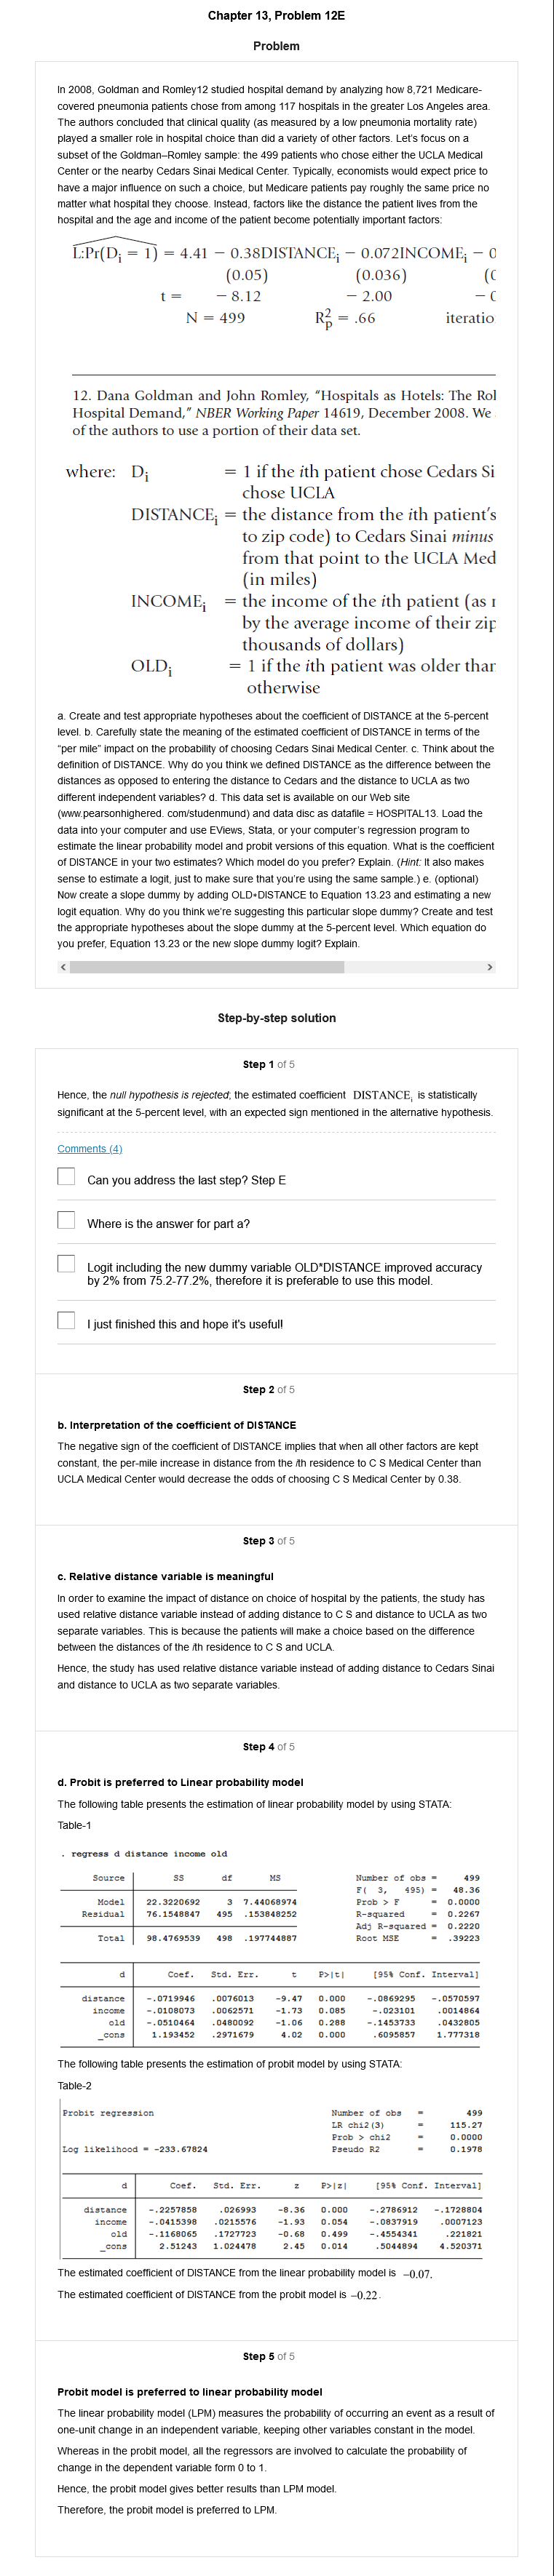 Chapter 13, Problem 12E
Problem
In 2008, Goldman and Romley12 studied hospital demand by analyzing how 8,721 Medicare-
covered pneumonia patients chose from among 117 hospitals in the greater Los Angeles area.
The authors concluded that clinical quality (as measured by a low pneumonia mortality rate)
played a smaller role in hospital choice than did a variety of other factors. Let's focus on a
subset of the Goldman–Romley sample: the 499 patients who chose either the UCLA Medical
Center or the nearby Cedars Sinai Medical Center. Typically, economists would expect price to
have a major influence on such a choice, but Medicare patients pay roughly the same price no
matter what hospital they choose. Instead, factors like the distance the patient lives from the
hospital and the age and income of the patient become potentially important factors:
L:Pr(Di = 1) = 4.41 − 0.38DISTANCEi − 0.072INCOMEi − 0
(0.05) (0.036) (0
t = − 8.12 − 2.00 − 0
N = 499 R²p = .66 iteratio
12. Dana Goldman and John Romley, "Hospitals as Hotels: The Rol
Hospital Demand," NBER Working Paper 14619, December 2008. We
of the authors to use a portion of their data set.
where: Di = 1 if the ith patient chose Cedars Si
chose UCLA
DISTANCEi = the distance from the ith patient's
to zip code) to Cedars Sinai minus
from that point to the UCLA Med
(in miles)
INCOMEi = the income of the ith patient (as r
by the average income of their zip
thousands of dollars)
OLDi = 1 if the ith patient was older than
otherwise
a. Create and test appropriate hypotheses about the coefficient of DISTANCE at the 5-percent
level. b. Carefully state the meaning of the estimated coefficient of DISTANCE in terms of the
"per mile" impact on the probability of choosing Cedars Sinai Medical Center. c. Think about the
definition of DISTANCE. Why do you think we defined DISTANCE as the difference between the
distances as opposed to entering the distance to Cedars and the distance to UCLA as two
different independent variables? d. This data set is available on our Web site
(www.pearsonhighered. com/studenmund) and data disc as datafile = HOSPITAL13. Load the
data into your computer and use EViews, Stata, or your computer's regression program to
estimate the linear probability model and probit versions of this equation. What is the coefficient
of DISTANCE in your two estimates? Which model do you prefer? Explain. (Hint: It also makes
sense to estimate a logit, just to make sure that you're using the same sample.) e. (optional)
Now create a slope dummy by adding OLD*DISTANCE to Equation 13.23 and estimating a new
logit equation. Why do you think we're suggesting this particular slope dummy? Create and test
the appropriate hypotheses about the slope dummy at the 5-percent level. Which equation do
you prefer, Equation 13.23 or the new slope dummy logit? Explain.
Step-by-step solution
Step 1 of 5
Hence, the null hypothesis is rejected; the estimated coefficient DISTANCEi is statistically
significant at the 5-percent level, with an expected sign mentioned in the alternative hypothesis.
Comments (4)
Can you address the last step? Step E
Where is the answer for part a?
Logit including the new dummy variable OLD*DISTANCE improved accuracy
by 2% from 75.2-77.2%, therefore it is preferable to use this model.
I just finished this and hope it's useful!
Step 2 of 5
b. Interpretation of the coefficient of DISTANCE
The negative sign of the coefficient of DISTANCE implies that when all other factors are kept
constant, the per-mile increase in distance from the ith residence to C S Medical Center than
UCLA Medical Center would decrease the odds of choosing C S Medical Center by 0.38.
Step 3 of 5
c. Relative distance variable is meaningful
In order to examine the impact of distance on choice of hospital by the patients, the study has
used relative distance variable instead of adding distance to C S and distance to UCLA as two
separate variables. This is because the patients will make a choice based on the difference
between the distances of the ith residence to C S and UCLA.
Hence, the study has used relative distance variable instead of adding distance to Cedars Sinai
and distance to UCLA as two separate variables.
Step 4 of 5
d. Probit is preferred to Linear probability model
The following table presents the estimation of linear probability model by using STATA:
Table-1
. regress d distance income old
Source SS df MS Number of obs = 499
F( 3, 495) = 48.36
Model 22.3220692 3 7.44068974 Prob > F = 0.0000
Residual 76.1548847 495 .153848252 R-squared = 0.2267
Adj R-squared = 0.2220
Total 98.4769539 498 .197744887 Root MSE = .39223
d Coef. Std. Err. t P>|t| [95% Conf. Interval]
distance -.0719946 .0076013 -9.47 0.000 -.0869295 -.0570597
income -.0108073 .0062571 -1.73 0.085 -.023101 .0014864
old -.0510464 .0480092 -1.06 0.288 -.1453733 .0432805
_cons 1.193452 .2971679 4.02 0.000 .6095857 1.777318
The following table presents the estimation of probit model by using STATA:
Table-2
Probit regression Number of obs = 499
LR chi2(3) = 115.27
Prob > chi2 = 0.0000
Log likelihood = -233.67824 Pseudo R2 = 0.1978
d Coef. Std. Err. z P>|z| [95% Conf. Interval]
distance -.2257858 .026993 -8.36 0.000 -.2786912 -.1728804
income -.0415398 .0215576 -1.93 0.054 -.0837919 .0007123
old -.1168065 .1727723 -0.68 0.499 -.4554341 .221821
_cons 2.51243 1.024478 2.45 0.014 .5044894 4.520371
The estimated coefficient of DISTANCE from the linear probability model is −0.07.
The estimated coefficient of DISTANCE from the probit model is −0.22.
Step 5 of 5
Probit model is preferred to linear probability model
The linear probability model (LPM) measures the probability of occurring an event as a result of
one-unit change in an independent variable, keeping other variables constant in the model.
Whereas in the probit model, all the regressors are involved to calculate the probability of
change in the dependent variable form 0 to 1.
Hence, the probit model gives better results than LPM model.
Therefore, the probit model is preferred to LPM.